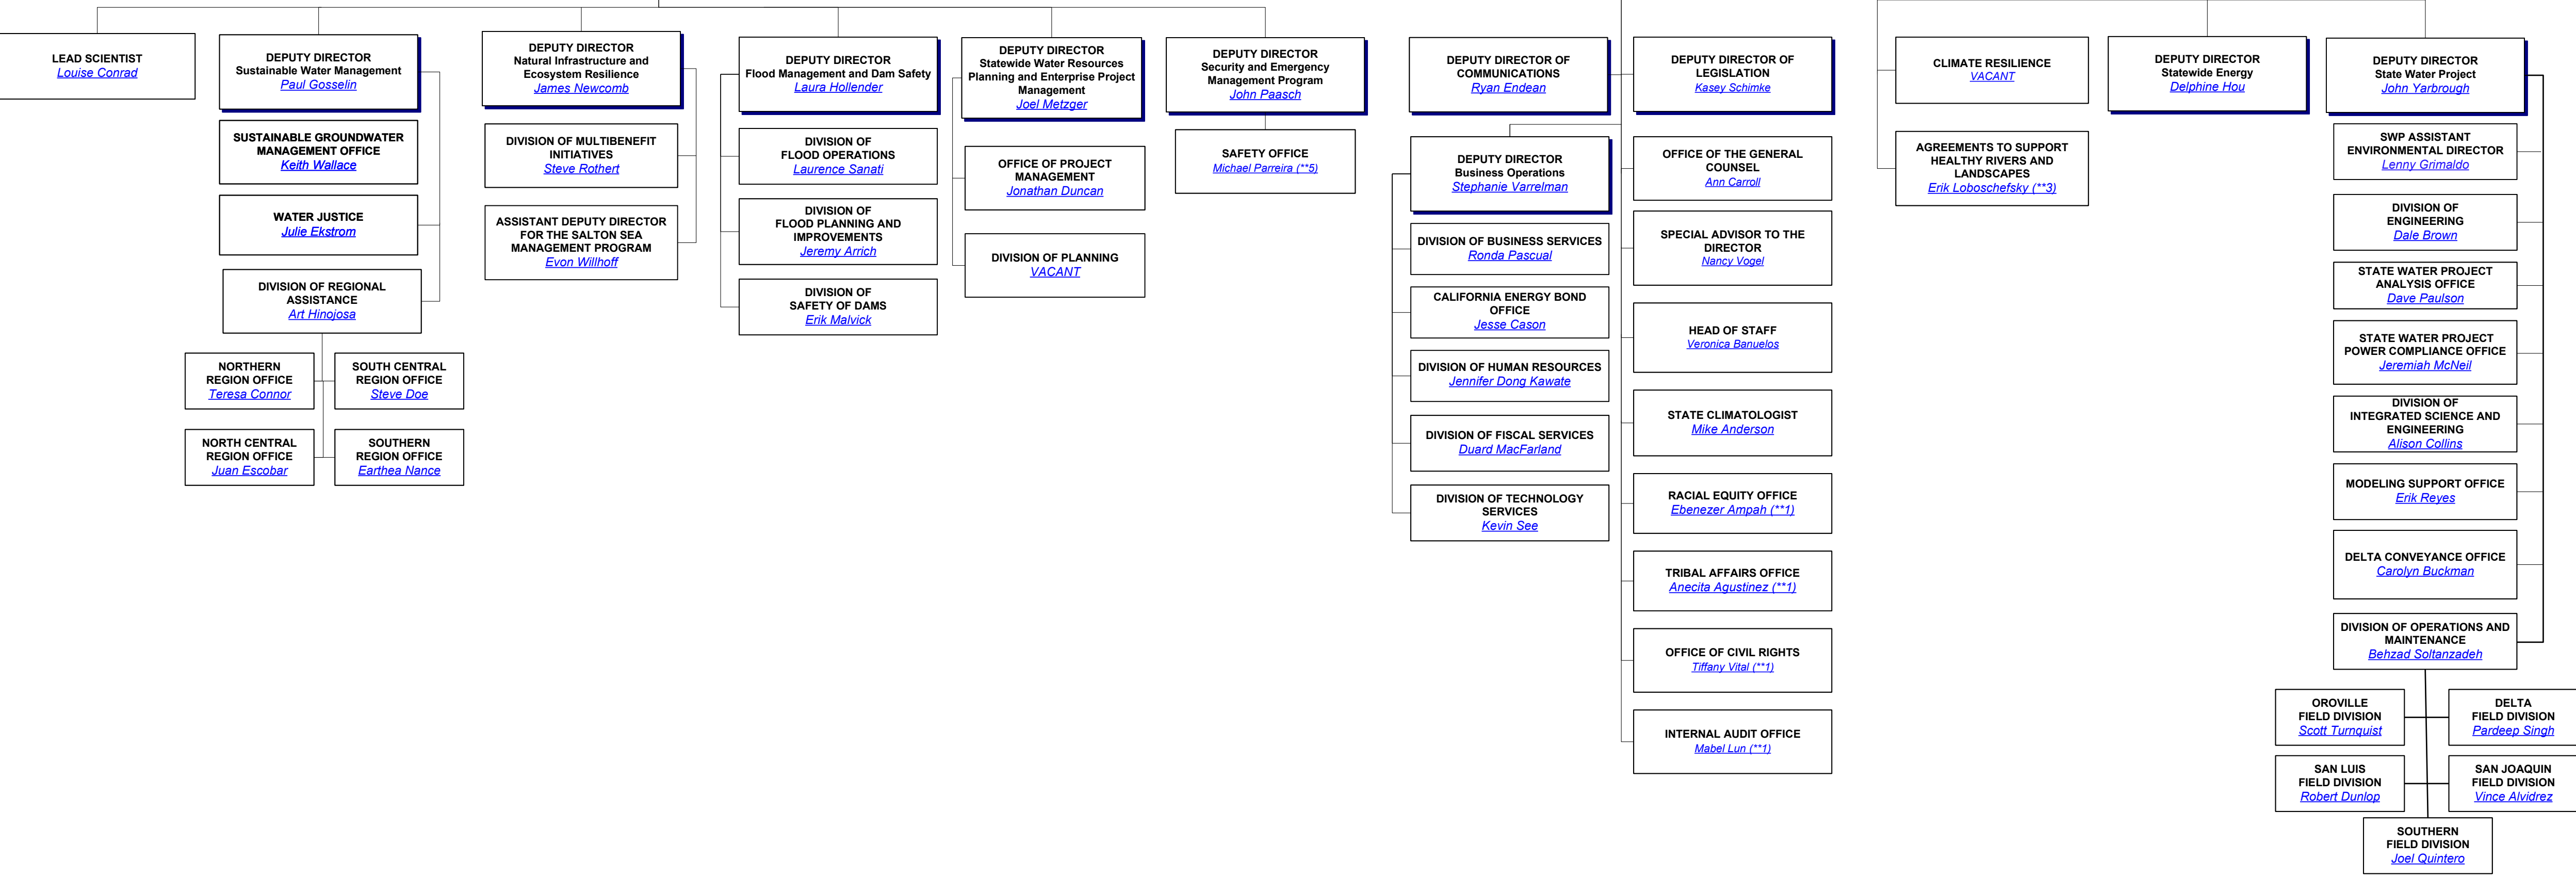 LEAD SCIENTIST
Louise Conrad
DEPUTY DIRECTOR
Sustainable Water Management
Paul Gosselin
SUSTAINABLE GROUNDWATER
MANAGEMENT OFFICE
Keith Wallace
WATER JUSTICE
Julie Ekstrom
DIVISION OF REGIONAL
ASSISTANCE
Art Hinojosa
NORTHERN
REGION OFFICE
Teresa Connor
SOUTH CENTRAL
REGION OFFICE
Steve Doe
NORTH CENTRAL
REGION OFFICE
Juan Escobar
SOUTHERN
REGION OFFICE
Earthea Nance
DEPUTY DIRECTOR
Natural Infrastructure and
Ecosystem Resilience
James Newcomb
DIVISION OF MULTIBENEFIT
INITIATIVES
Steve Rothert
ASSISTANT DEPUTY DIRECTOR
FOR THE SALTON SEA
MANAGEMENT PROGRAM
Evon Willhoff
DEPUTY DIRECTOR
Flood Management and Dam Safety
Laura Hollender
DIVISION OF
FLOOD OPERATIONS
Laurence Sanati
DIVISION OF
FLOOD PLANNING AND
IMPROVEMENTS
Jeremy Arrich
DIVISION OF
SAFETY OF DAMS
Erik Malvick
DEPUTY DIRECTOR
Statewide Water Resources
Planning and Enterprise Project
Management
Joel Metzger
OFFICE OF PROJECT
MANAGEMENT
Jonathan Duncan
DIVISION OF PLANNING
VACANT
DEPUTY DIRECTOR
Security and Emergency
Management Program
John Paasch
SAFETY OFFICE
Michael Parreira (**5)
DEPUTY DIRECTOR OF
COMMUNICATIONS
Ryan Endean
DEPUTY DIRECTOR
Business Operations
Stephanie Varrelman
DIVISION OF BUSINESS SERVICES
Ronda Pascual
CALIFORNIA ENERGY BOND
OFFICE
Jesse Cason
DIVISION OF HUMAN RESOURCES
Jennifer Dong Kawate
DIVISION OF FISCAL SERVICES
Duard MacFarland
DIVISION OF TECHNOLOGY
SERVICES
Kevin See
DEPUTY DIRECTOR OF
LEGISLATION
Kasey Schimke
OFFICE OF THE GENERAL
COUNSEL
Ann Carroll
SPECIAL ADVISOR TO THE
DIRECTOR
Nancy Vogel
HEAD OF STAFF
Veronica Banuelos
STATE CLIMATOLOGIST
Mike Anderson
RACIAL EQUITY OFFICE
Ebenezer Ampah (**1)
TRIBAL AFFAIRS OFFICE
Anecita Agustinez (**1)
OFFICE OF CIVIL RIGHTS
Tiffany Vital (**1)
INTERNAL AUDIT OFFICE
Mabel Lun (**1)
CLIMATE RESILIENCE
VACANT
AGREEMENTS TO SUPPORT
HEALTHY RIVERS AND
LANDSCAPES
Erik Loboschefsky (**3)
DEPUTY DIRECTOR
Statewide Energy
Delphine Hou
DEPUTY DIRECTOR
State Water Project
John Yarbrough
SWP ASSISTANT
ENVIRONMENTAL DIRECTOR
Lenny Grimaldo
DIVISION OF
ENGINEERING
Dale Brown
STATE WATER PROJECT
ANALYSIS OFFICE
Dave Paulson
STATE WATER PROJECT
POWER COMPLIANCE OFFICE
Jeremiah McNeil
DIVISION OF
INTEGRATED SCIENCE AND
ENGINEERING
Alison Collins
MODELING SUPPORT OFFICE
Erik Reyes
DELTA CONVEYANCE OFFICE
Carolyn Buckman
DIVISION OF OPERATIONS AND
MAINTENANCE
Behzad Soltanzadeh
OROVILLE
FIELD DIVISION
Scott Turnquist
DELTA
FIELD DIVISION
Pardeep Singh
SAN LUIS
FIELD DIVISION
Robert Dunlop
SAN JOAQUIN
FIELD DIVISION
Vince Alvidrez
SOUTHERN
FIELD DIVISION
Joel Quintero